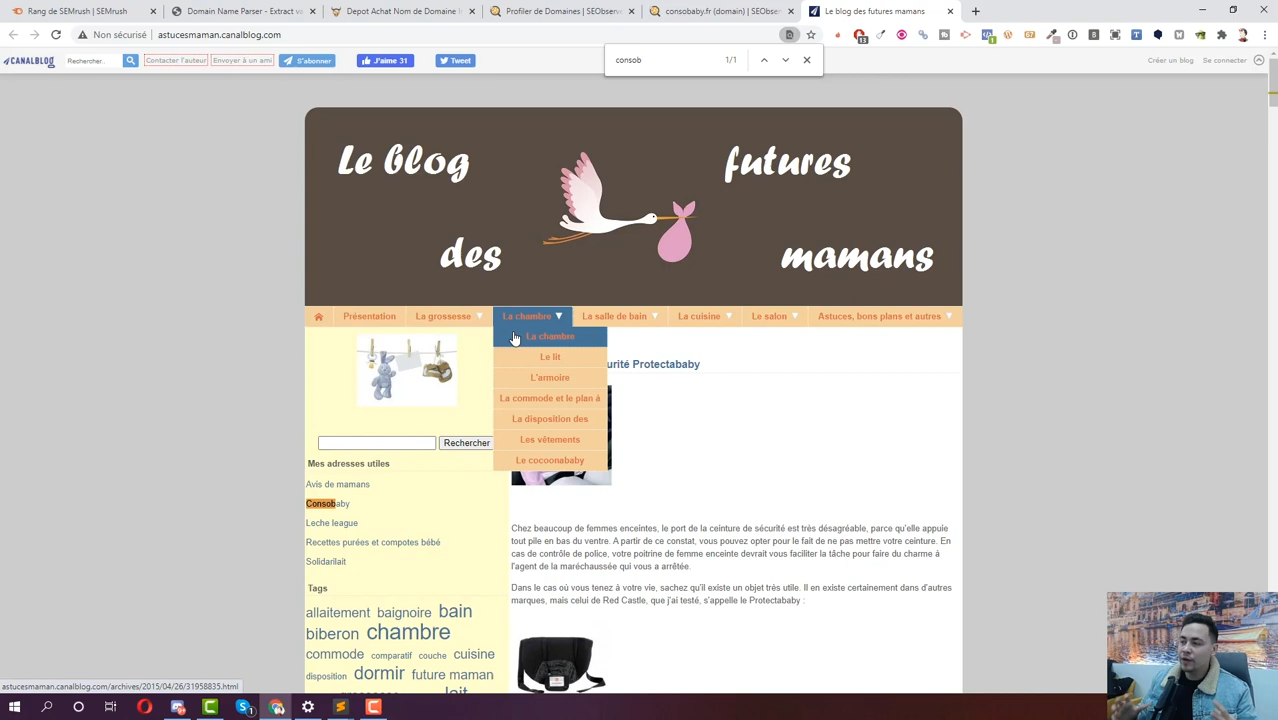 Rang de SEMrush | SEMrush
Domain Name Parser - Extract va
Depot Achat Nom de Domaine I
Profiler de Domaines | SEObserv
consobaby.fr (domain) | SEObser
Le blog des futures mamans
Non sécurisé
astucesmaman.canalblog.com
consob
1/1
CANALBLOG
Rechercher...
Contacter l'auteur
Envoyer à un ami
S'abonner
J'aime 31
Tweet
Créer un blog
Se connecter
Le blog
futures
des
mamans
Présentation
La grossesse
La chambre
La salle de bain
La cuisine
Le salon
Astuces, bons plans et autres
La chambre
Le lit
L'armoire
La commode et le plan à
La disposition des
Les vêtements
Le cocoonababy
urité Protectababy
Rechercher
Mes adresses utiles
Avis de mamans
Consobaby
Leche league
Recettes purées et compotes bébé
Solidarilait
Tags
allaitement baignoire bain
biberon chambre
commode comparatif couche cuisine
disposition dormir future maman
grossesse lait
Chez beaucoup de femmes enceintes, le port de la ceinture de sécurité est très désagréable, parce qu'elle appuie
tout pile en bas du ventre. A partir de ce constat, vous pouvez opter pour le fait de ne pas mettre votre ceinture. En
cas de contrôle de police, votre poitrine de femme enceinte devrait vous faciliter la tâche pour faire du charme à
l'agent de la maréchaussée qui vous a arrêtée.
Dans le cas où vous tenez à votre vie, sachez qu'il existe un objet très utile. Il en existe certainement dans d'autres
marques, mais celui de Red Castle, que j'ai testé, s'appelle le Protectababy :
astucesmaman.canalblog.com/archives/2015/04/26/31958835.html